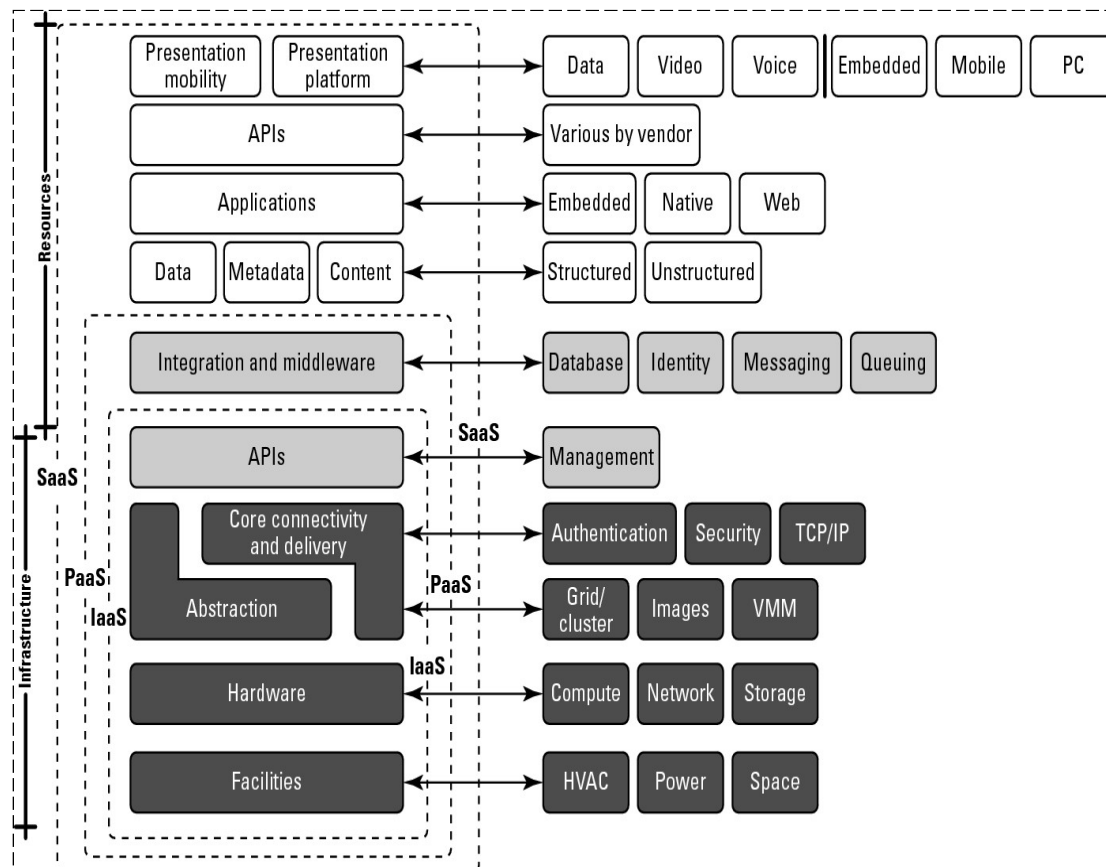 Presentation
mobility
Presentation
platform
Data
Video
Voice
Embedded
Mobile
PC
APIs
Various by vendor
Applications
Embedded
Native
Web
Resources
Data
Metadata
Content
Structured
Unstructured
Integration and middleware
Database
Identity
Messaging
Queuing
SaaS
APIs
SaaS
Management
Core connectivity
and delivery
Authentication
Security
TCP/IP
Infrastructure
PaaS
IaaS
Abstraction
PaaS
Grid/
cluster
Images
VMM
Hardware
IaaS
Compute
Network
Storage
Facilities
HVAC
Power
Space